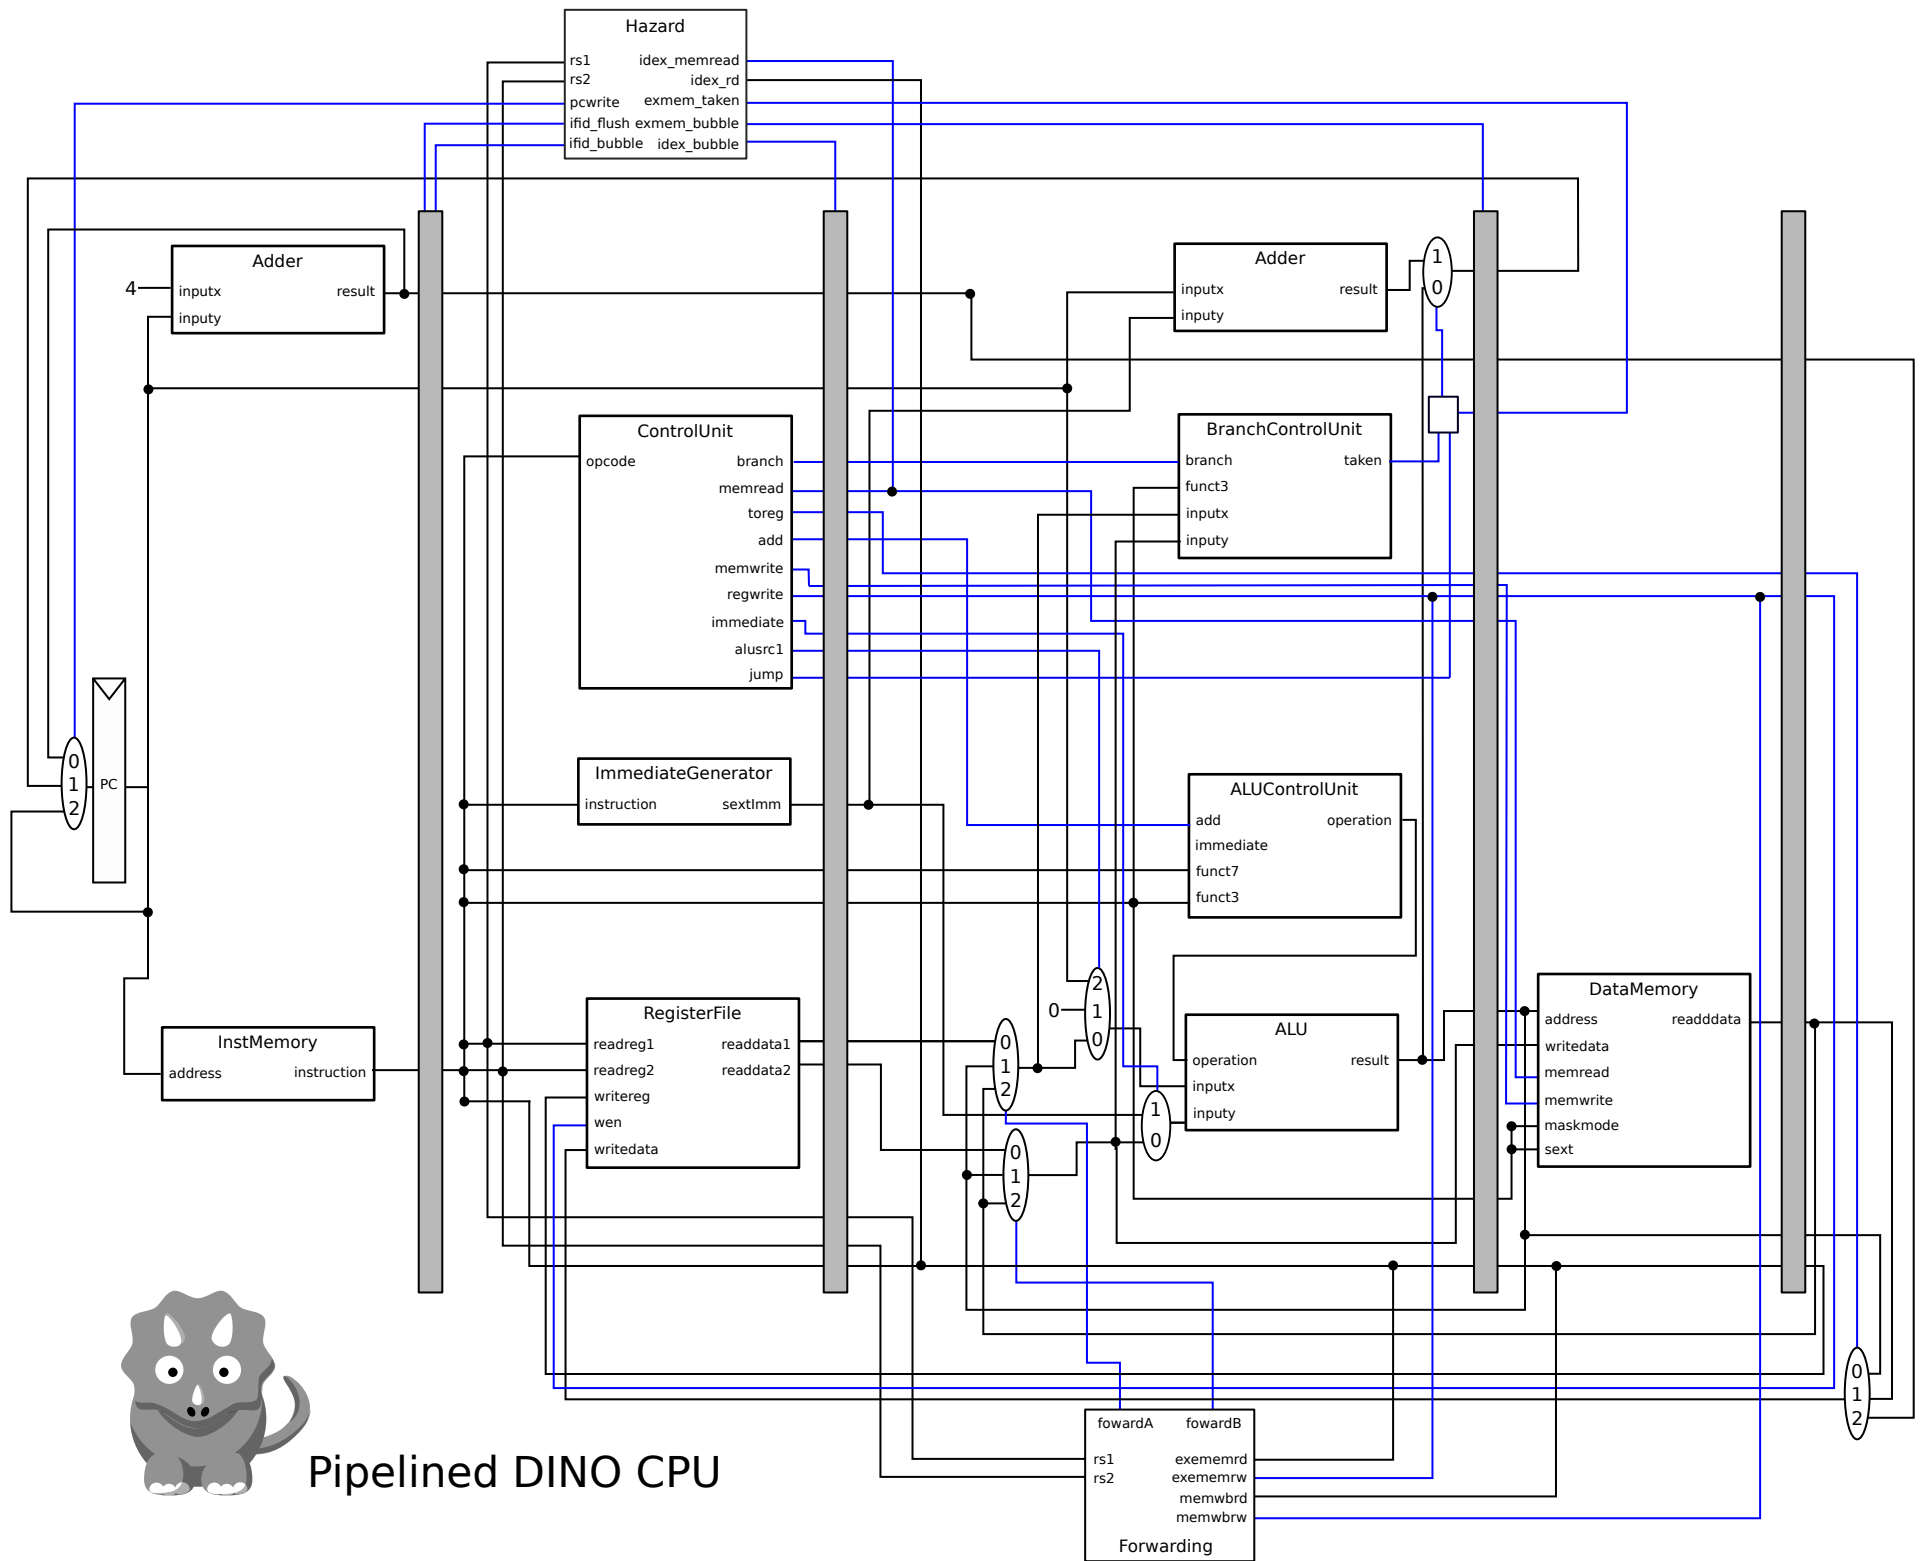 Hazard
rs1 idex_memread
rs2 idex_rd
pcwrite exmem_taken
ifid_flush exmem_bubble
ifid_bubble idex_bubble
Adder
4 inputx result
inputy
Adder
inputx result
inputy
1
0
ControlUnit
opcode branch
memread
toreg
add
memwrite
regwrite
immediate
alusrc1
jump
BranchControlUnit
branch taken
funct3
inputx
inputy
0
1
2
PC
ImmediateGenerator
instruction sextImm
ALUControlUnit
add operation
immediate
funct7
funct3
InstMemory
address instruction
RegisterFile
readreg1 readdata1
readreg2 readdata2
writereg
wen
writedata
0
1
2
0
1
2
2
0 1
0
1
0
ALU
operation result
inputx
inputy
DataMemory
address readddata
writedata
memread
memwrite
maskmode
sext
0
1
2
fowardA fowardB
rs1 exememrd
rs2 exememrw
memwbrd
memwbrw
Forwarding
Pipelined DINO CPU